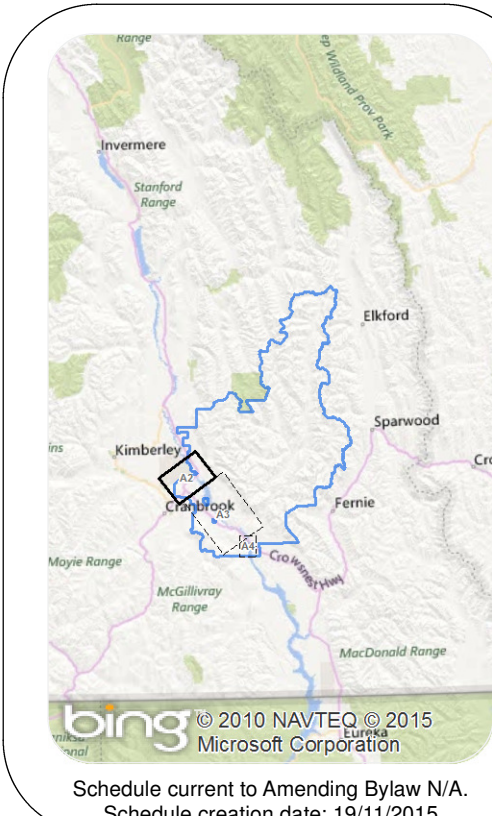 Range
ep Wildland Prov Park
Invermere
Stanford
Range
Elkford
Sparwood
Kimberley
A2
Cranbrook
A3
Fernie
A4
Crowsnest Hwy
Moyie Range
McGillivray
Range
MacDonald Range
bing
© 2010 NAVTEQ © 2015
Microsoft Corporation
Eureka
Schedule current to Amending Bylaw N/A.
Schedule creation date: 19/11/2015